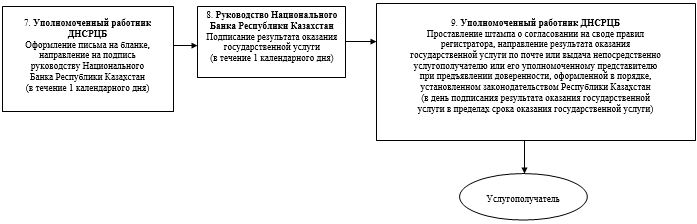 7. Уполномоченный работник
ДНСРЦБ
Оформление письма на бланке,
направление на подпись
руководству Национального
Банка Республики Казахстан
(в течение 1 календарного дня)
8. Руководство Национального
Банка Республики Казахстан
Подписание результата оказания
государственной услуги
(в течение 1 календарного дня)
9. Уполномоченный работник ДНСРЦБ
Проставление штампа о согласовании на своде правил
регистратора, направление результата оказания
государственной услуги по почте или выдача непосредственно
услугополучателю или его уполномоченному представителю
при предъявлении доверенности, оформленной в порядке,
установленном законодательством Республики Казахстан
(в день подписания результата оказания государственной
услуги в пределах срока оказания государственной услуги)
Услугополучатель